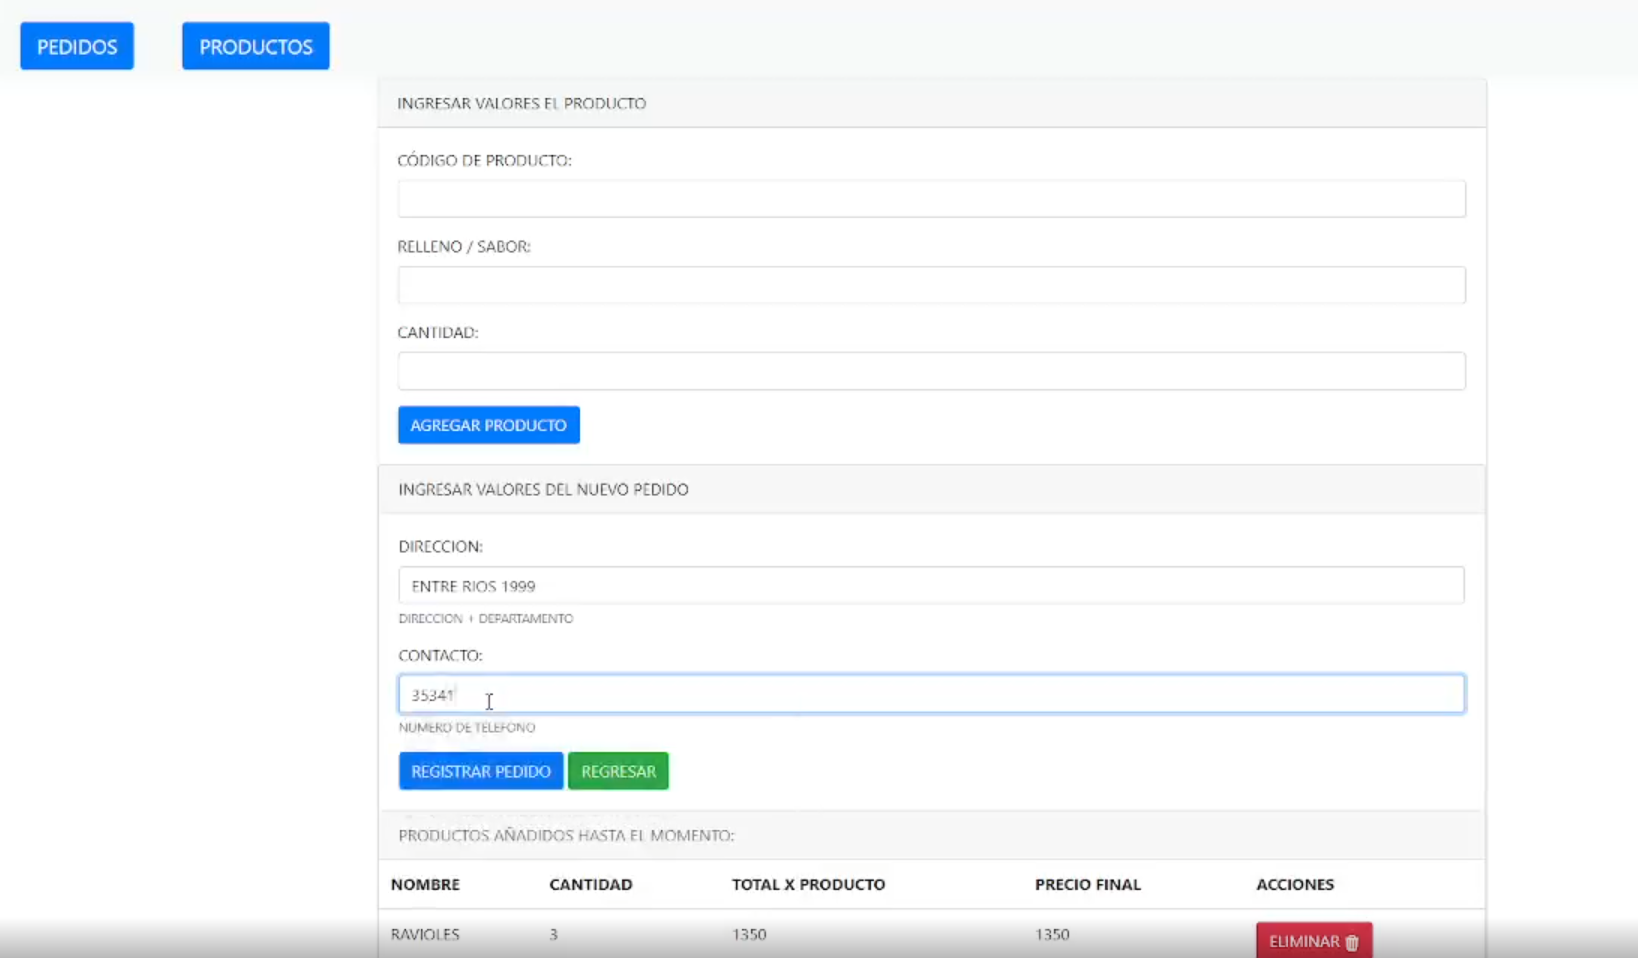 PEDIDOS PRODUCTOS
INGRESAR VALORES EL PRODUCTO
CÓDIGO DE PRODUCTO:
RELLENO / SABOR:
CANTIDAD:
AGREGAR PRODUCTO
INGRESAR VALORES DEL NUEVO PEDIDO
DIRECCION:
ENTRE RIOS 1999
DIRECCION + DEPARTAMENTO
CONTACTO:
35341
NUMERO DE TELEFONO
REGISTRAR PEDIDO REGRESAR
PRODUCTOS AÑADIDOS HASTA EL MOMENTO:
NOMBRE CANTIDAD TOTAL X PRODUCTO PRECIO FINAL ACCIONES
RAVIOLES 3 1350 1350 ELIMINAR